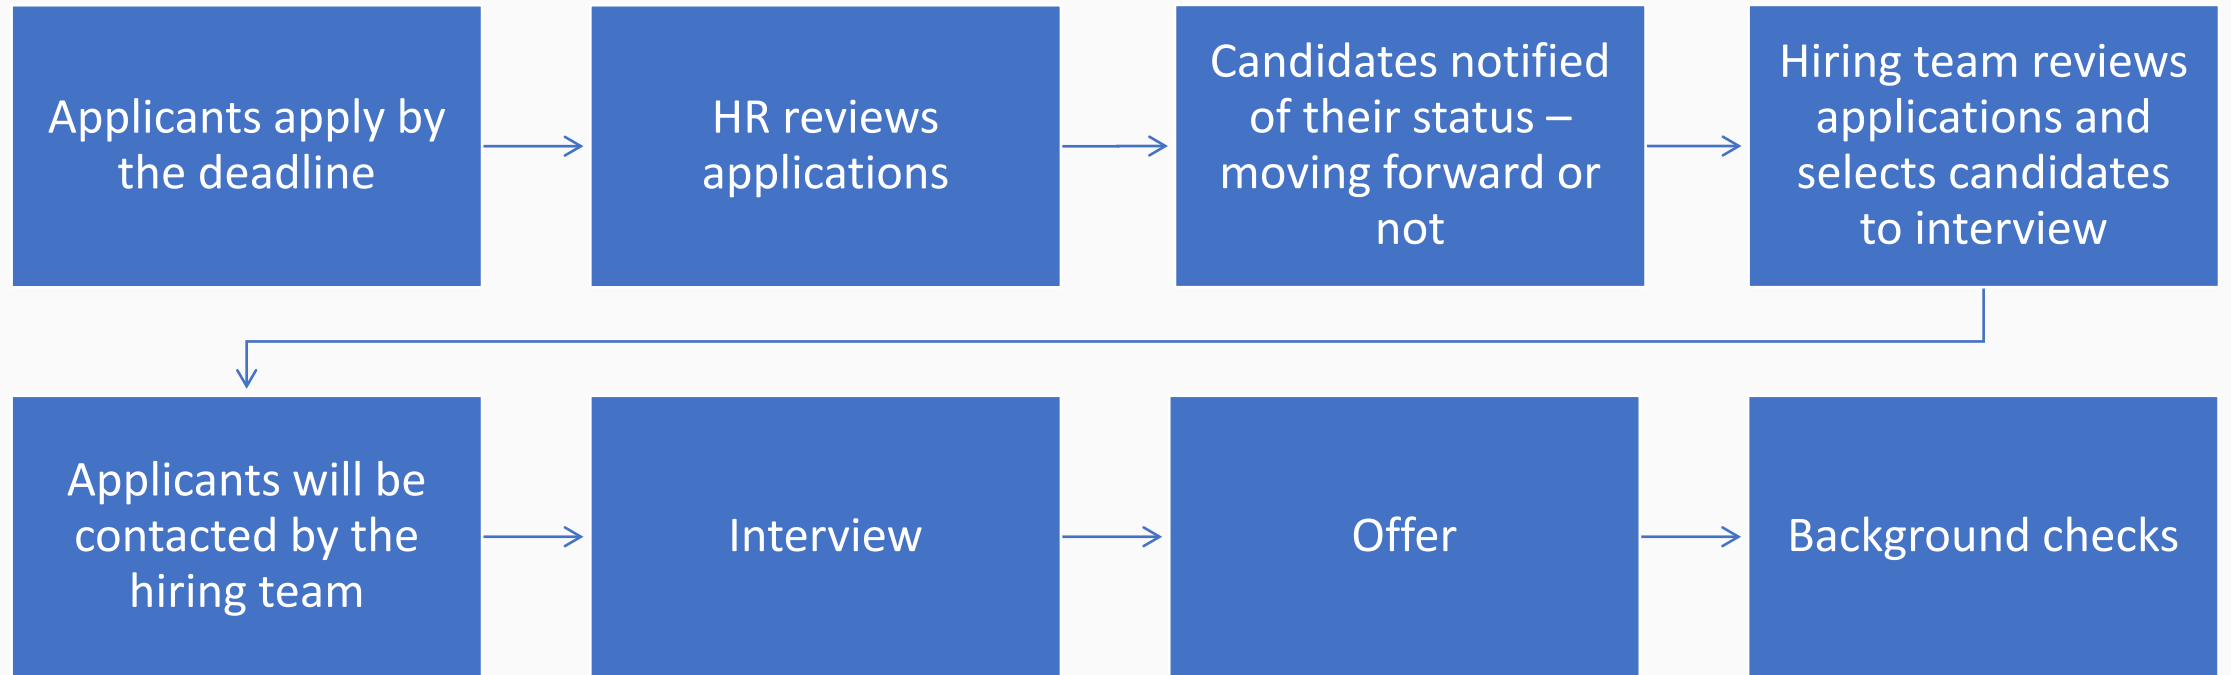 Applicants apply by
the deadline
HR reviews
applications
Candidates notified
of their status –
moving forward or
not
Hiring team reviews
applications and
selects candidates
to interview
Applicants will be
contacted by the
hiring team
Interview
Offer
Background checks